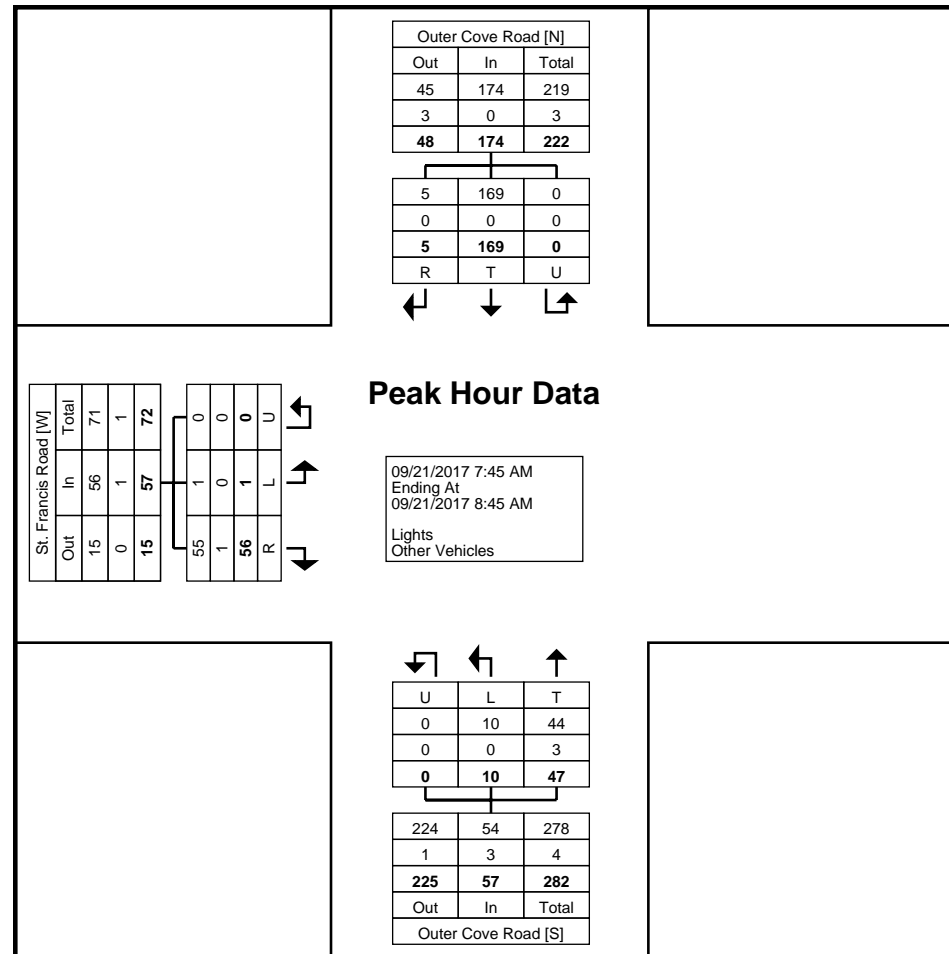 Outer Cove Road [N]
Out In Total
45 174 219
3 0 3
48 174 222
5 169 0
0 0 0
5 169 0
R T U
Peak Hour Data
St. Francis Road [W]
Out In Total
15 56 71
0 1 1
15 57 72
55 1 0
1 0 0
56 1 0
R L U
09/21/2017 7:45 AM
Ending At
09/21/2017 8:45 AM
Lights
Other Vehicles
U L T
0 10 44
0 0 3
0 10 47
224 54 278
1 3 4
225 57 282
Out In Total
Outer Cove Road [S]